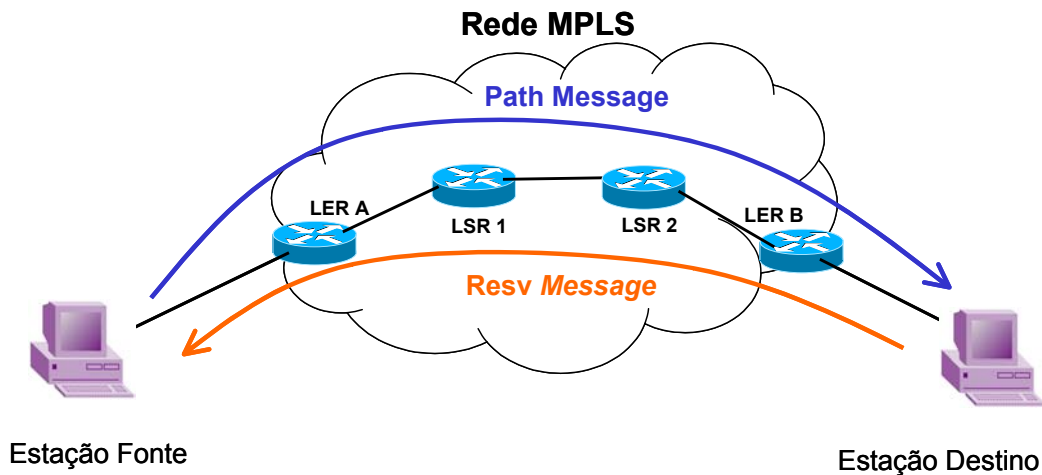 Rede MPLS
Path Message
LER A
LSR 1
LSR 2
LER B
Resv Message
Estação Fonte
Estação Destino